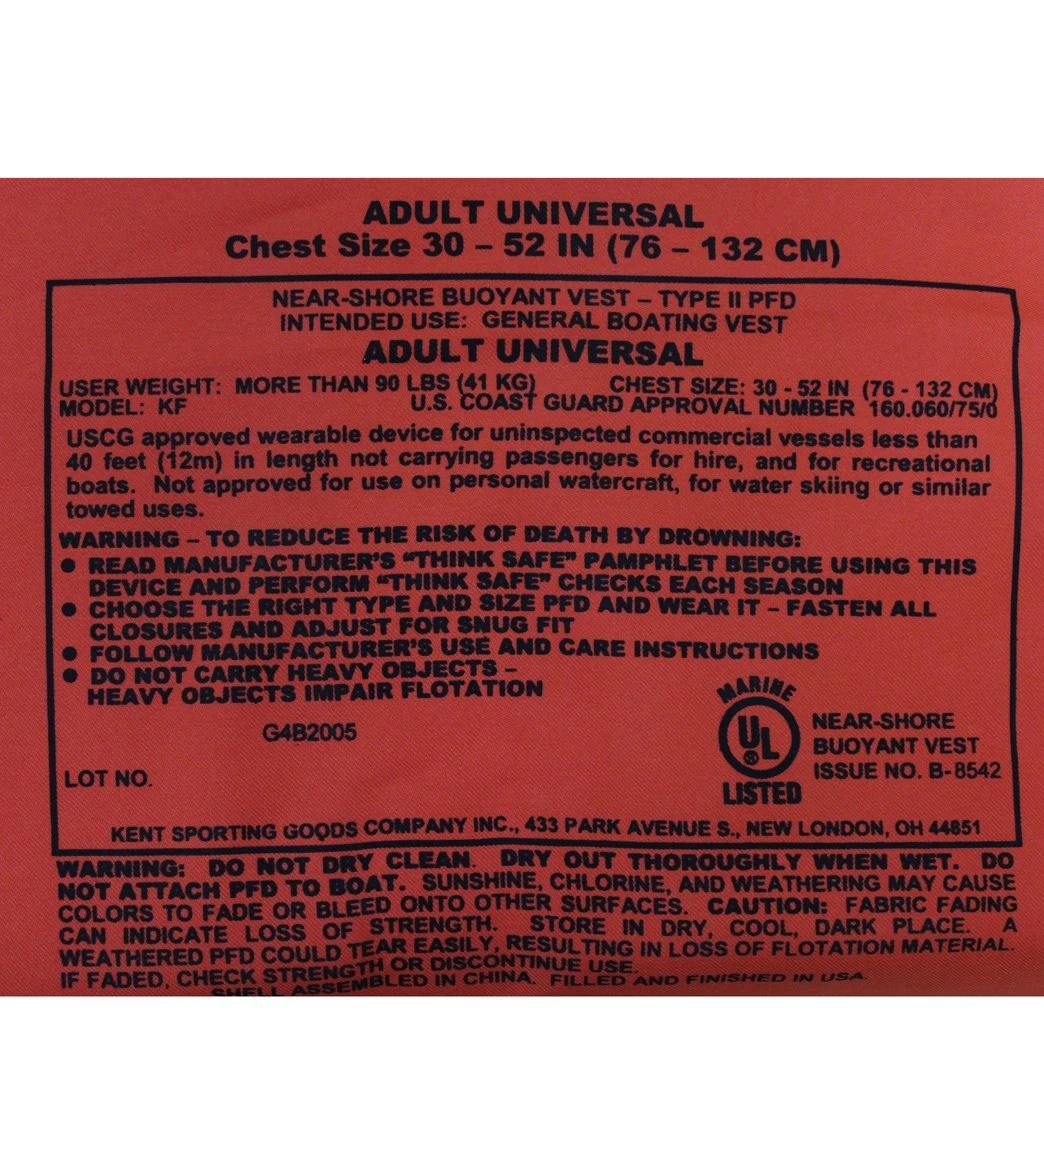 ADULT UNIVERSAL
Chest Size 30 – 52 IN (76 – 132 CM)
NEAR-SHORE BUOYANT VEST – TYPE II PFD
INTENDED USE: GENERAL BOATING VEST
ADULT UNIVERSAL
USER WEIGHT: MORE THAN 90 LBS (41 KG) CHEST SIZE: 30 - 52 IN (76 - 132 CM)
MODEL: KF U.S. COAST GUARD APPROVAL NUMBER 160.060/75/0
USCG approved wearable device for uninspected commercial vessels less than
40 feet (12m) in length not carrying passengers for hire, and for recreational
boats. Not approved for use on personal watercraft, for water skiing or similar
towed uses.
WARNING – TO REDUCE THE RISK OF DEATH BY DROWNING:
● READ MANUFACTURER'S “THINK SAFE” PAMPHLET BEFORE USING THIS
DEVICE AND PERFORM “THINK SAFE” CHECKS EACH SEASON
● CHOOSE THE RIGHT TYPE AND SIZE PFD AND WEAR IT – FASTEN ALL
CLOSURES AND ADJUST FOR SNUG FIT
● FOLLOW MANUFACTURER'S USE AND CARE INSTRUCTIONS
● DO NOT CARRY HEAVY OBJECTS –
HEAVY OBJECTS IMPAIR FLOTATION
G4B2005
LOT NO.
MARINE
UL ®
LISTED
NEAR-SHORE
BUOYANT VEST
ISSUE NO. B-8542
KENT SPORTING GOODS COMPANY INC., 433 PARK AVENUE S., NEW LONDON, OH 44851
WARNING: DO NOT DRY CLEAN. DRY OUT THOROUGHLY WHEN WET. DO
NOT ATTACH PFD TO BOAT. SUNSHINE, CHLORINE, AND WEATHERING MAY CAUSE
COLORS TO FADE OR BLEED ONTO OTHER SURFACES. CAUTION: FABRIC FADING
CAN INDICATE LOSS OF STRENGTH. STORE IN DRY, COOL, DARK PLACE. A
WEATHERED PFD COULD TEAR EASILY, RESULTING IN LOSS OF FLOTATION MATERIAL.
IF FADED, CHECK STRENGTH OR DISCONTINUE USE.
SHELL ASSEMBLED IN CHINA. FILLED AND FINISHED IN USA.